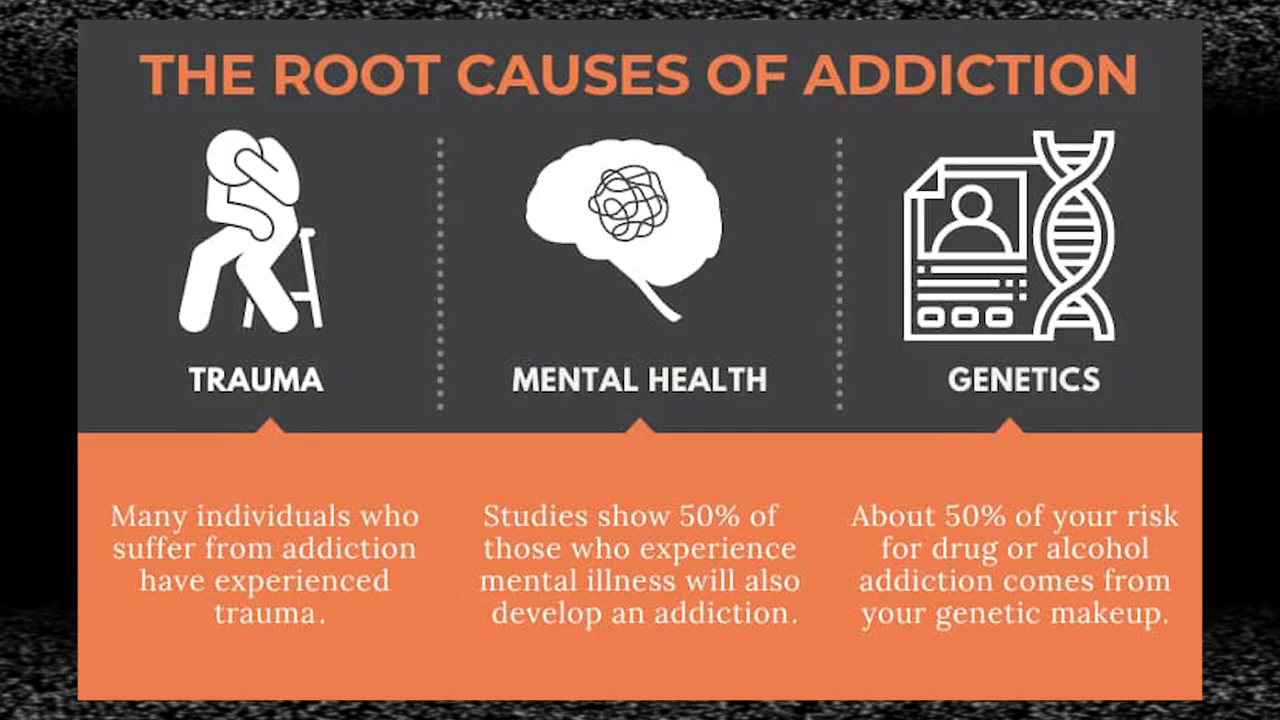 THE ROOT CAUSES OF ADDICTION
TRAUMA
Many individuals who
suffer from addiction
have experienced
trauma.
MENTAL HEALTH
Studies show 50% of
those who experience
mental illness will also
develop an addiction.
GENETICS
About 50% of your risk
for drug or alcohol
addiction comes from
your genetic makeup.